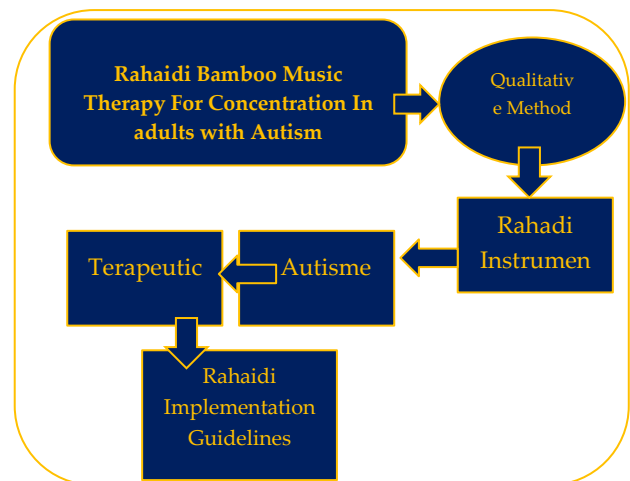 Rahaidi Bamboo Music
Therapy For Concentration In
adults with Autism
Qualitativ
e Method
Rahadi
Instrumen
Autisme
Terapeutic
Rahaidi
Implementation
Guidelines